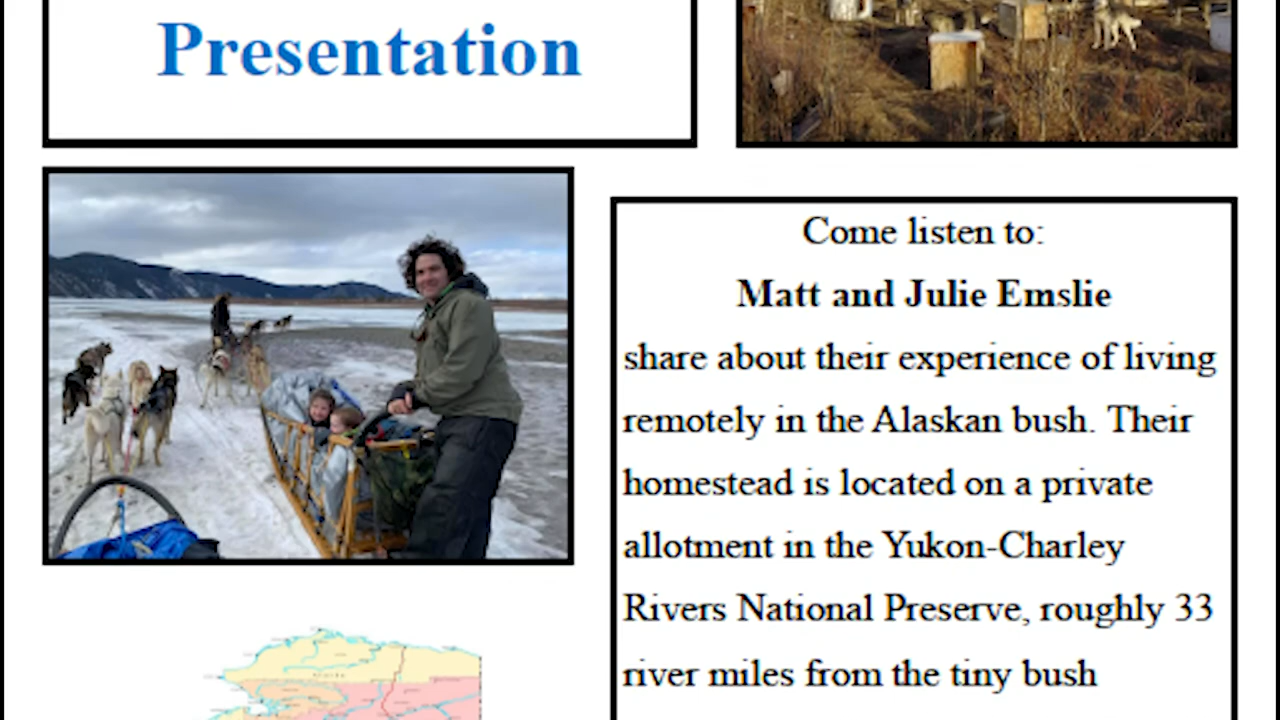 Presentation
Come listen to:
Matt and Julie Emslie
share about their experience of living
remotely in the Alaskan bush. Their
homestead is located on a private
allotment in the Yukon-Charley
Rivers National Preserve, roughly 33
river miles from the tiny bush